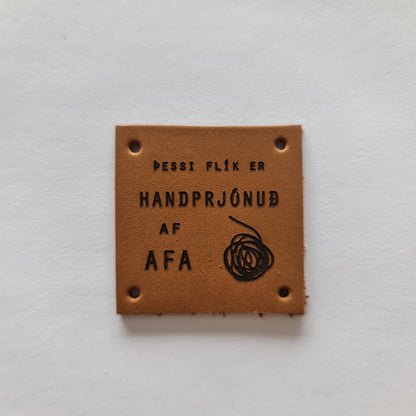 ÞESSI FLÍK ER
HANDPRJÓNUÐ
AF
AFA